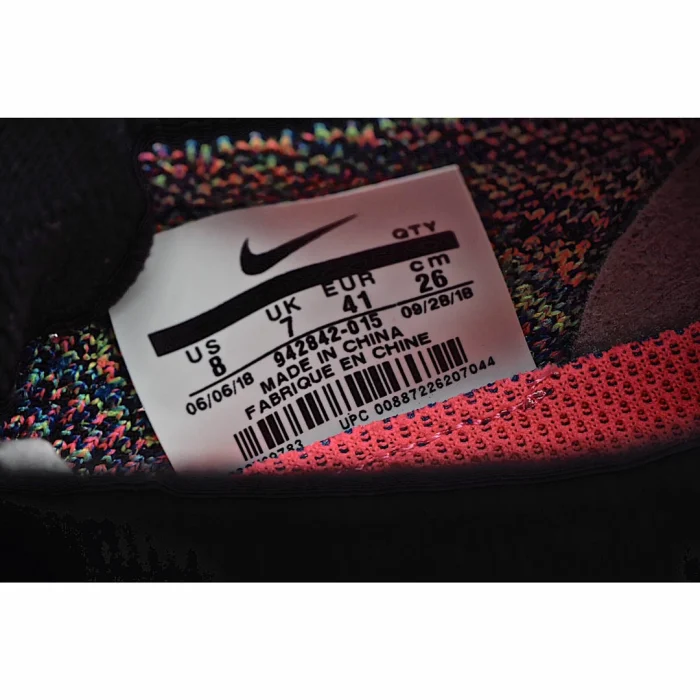 QTY
US UK EUR cm
8 7 41 26
06/06/18 942842-015 09/28/18
MADE IN CHINA
FABRIQUE EN CHINE
UPC 00887226207044